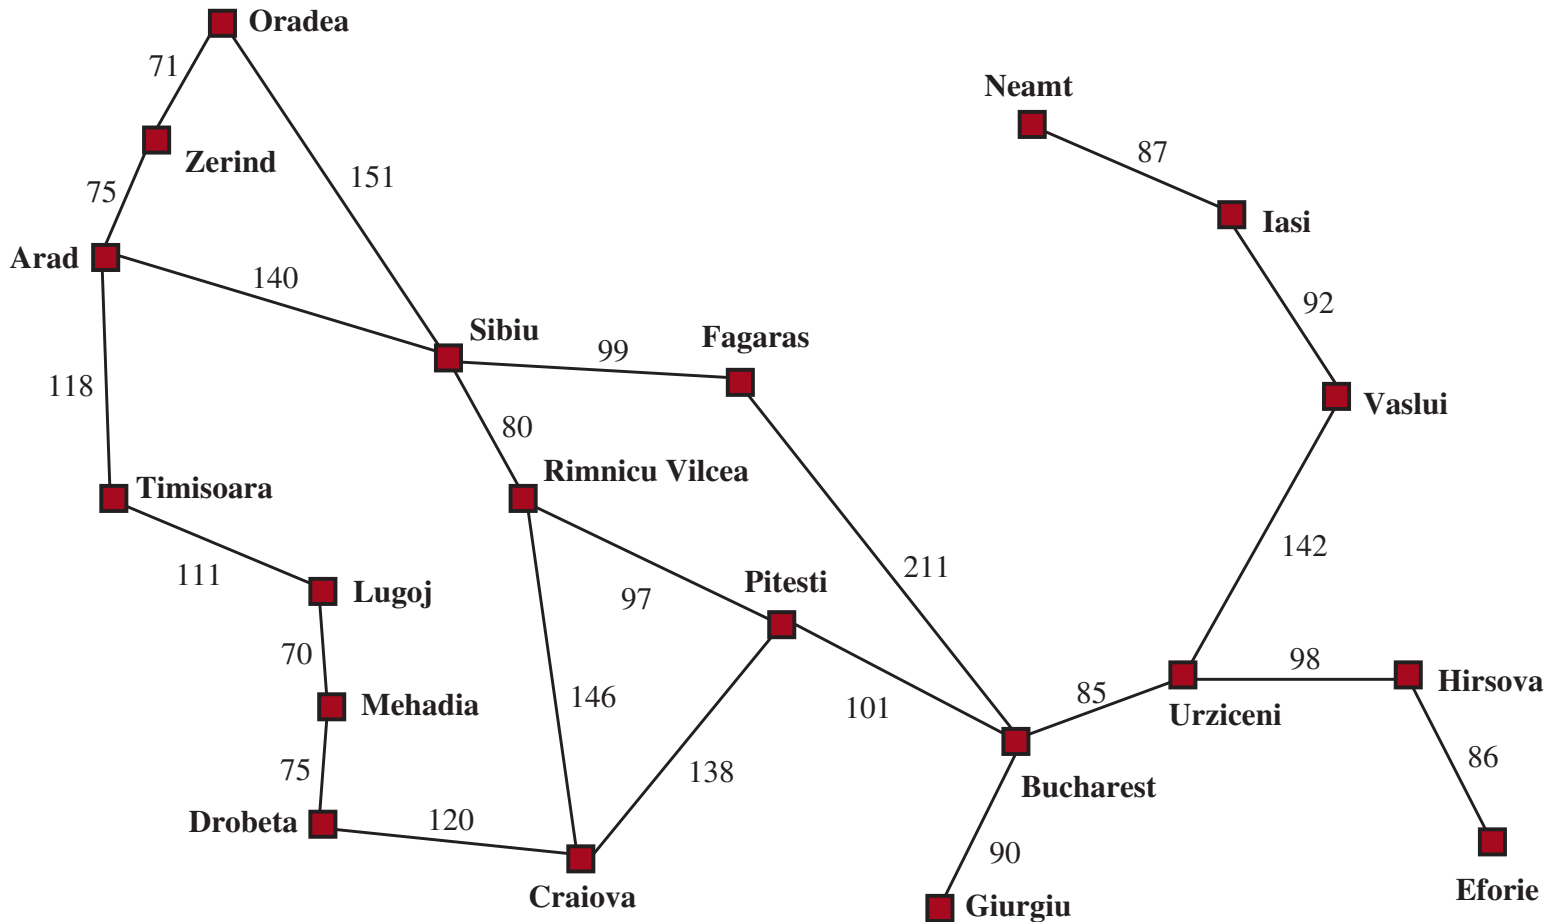 Oradea
71
Neamt
87
Zerind
151
75
Iasi
Arad
140
92
Sibiu
Fagaras
99
118
Vaslui
80
Rimnicu Vilcea
Timisoara
142
211
111
Pitesti
Lugoj
97
70
98
Hirsova
85
146
Mehadia
101
Urziceni
86
75
138
Bucharest
Drobeta
120
90
Eforie
Craiova
Giurgiu